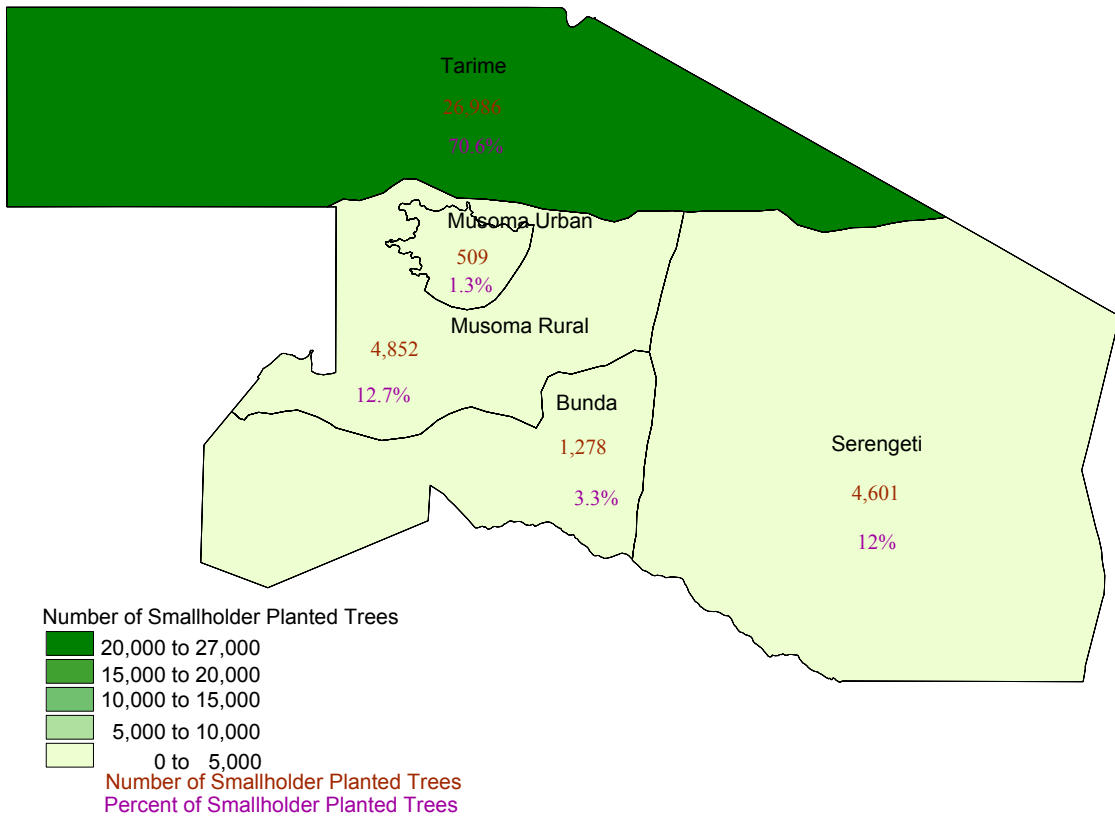 Tarime
26,986
70.6%
Musoma Urban
509
1.3%
Musoma Rural
4,852
12.7%
Bunda
1,278
3.3%
Serengeti
4,601
12%
Number of Smallholder Planted Trees
20,000 to 27,000
15,000 to 20,000
10,000 to 15,000
5,000 to 10,000
0 to 5,000
Number of Smallholder Planted Trees
Percent of Smallholder Planted Trees